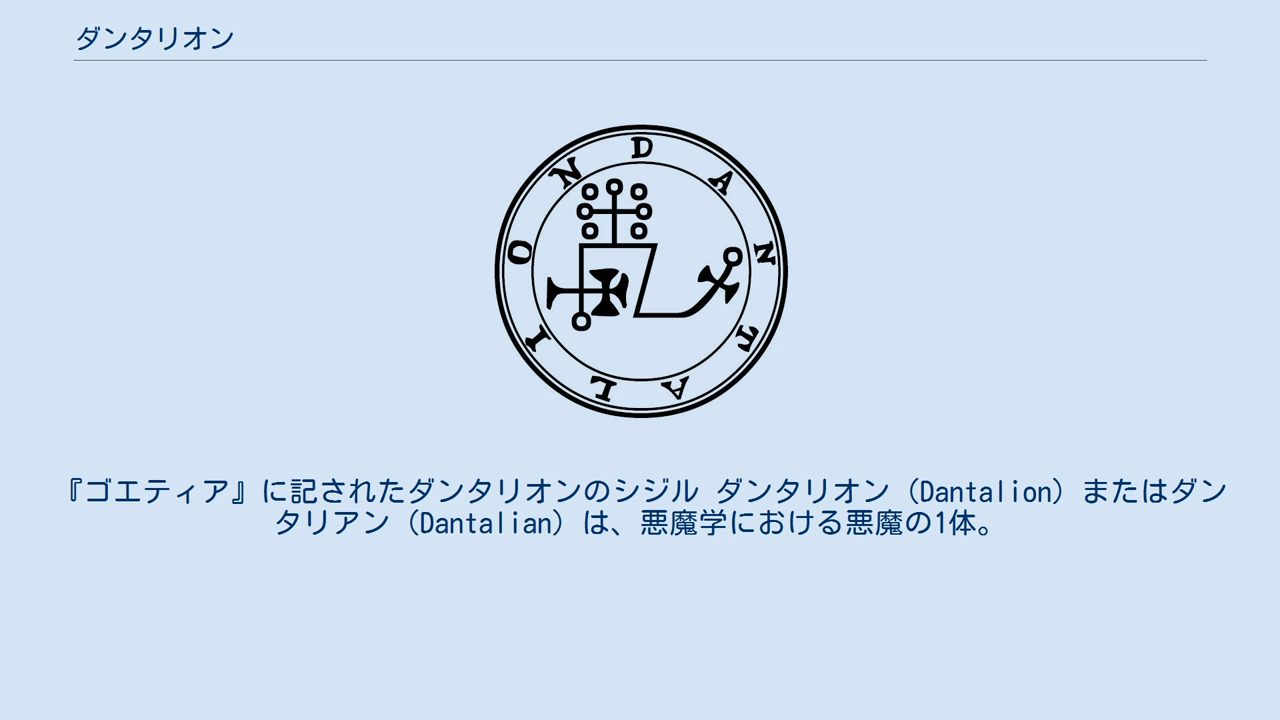 ダンタリオン
DANTALION
『ゴエティア』に記されたダンタリオンのシジル ダンタリオン（Dantalion）またはダン
タリアン（Dantalian）は、悪魔学における悪魔の1体。